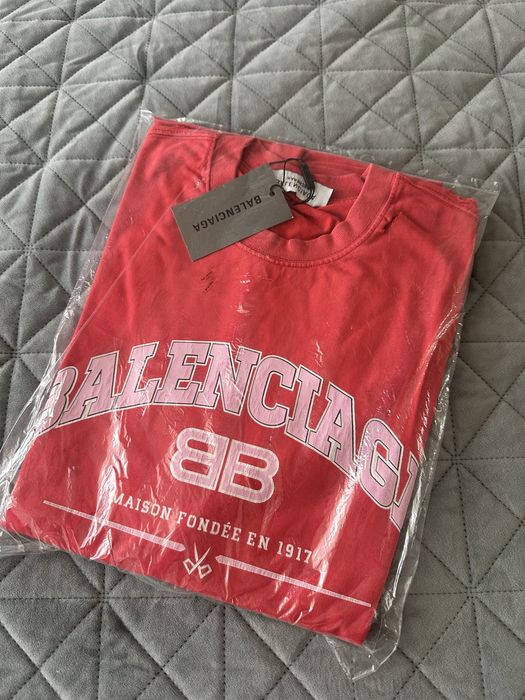 BALENCIAGA
BALENCIAGA
BB
MAISON FONDÉE EN 1917